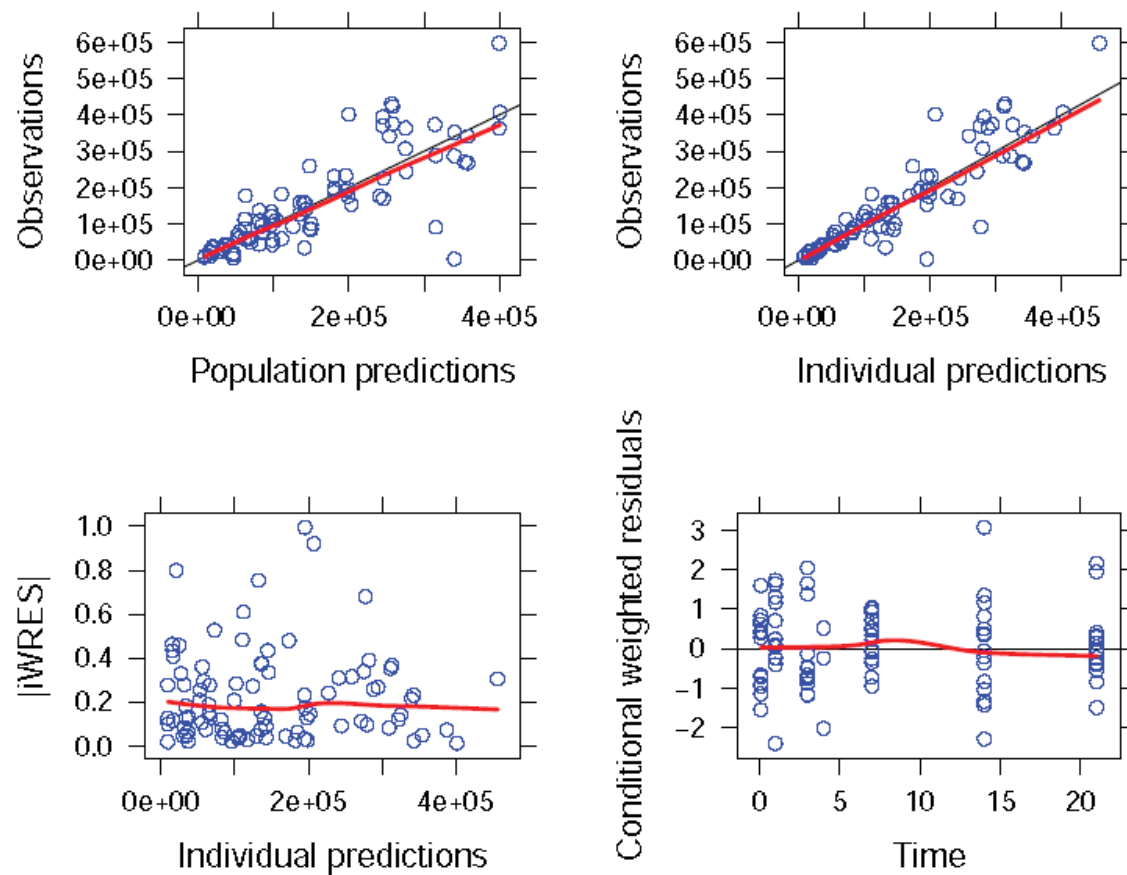 Observations
6e+05
5e+05
4e+05
3e+05
2e+05
1e+05
0e+00
0e+00 2e+05 4e+05
Population predictions
Observations
6e+05
5e+05
4e+05
3e+05
2e+05
1e+05
0e+00
0e+00 2e+05 4e+05
Individual predictions
|iWRES|
1.0
0.8
0.6
0.4
0.2
0.0
0e+00 2e+05 4e+05
Individual predictions
Conditional weighted residuals
3
2
1
0
−1
−2
0 5 10 15 20
Time